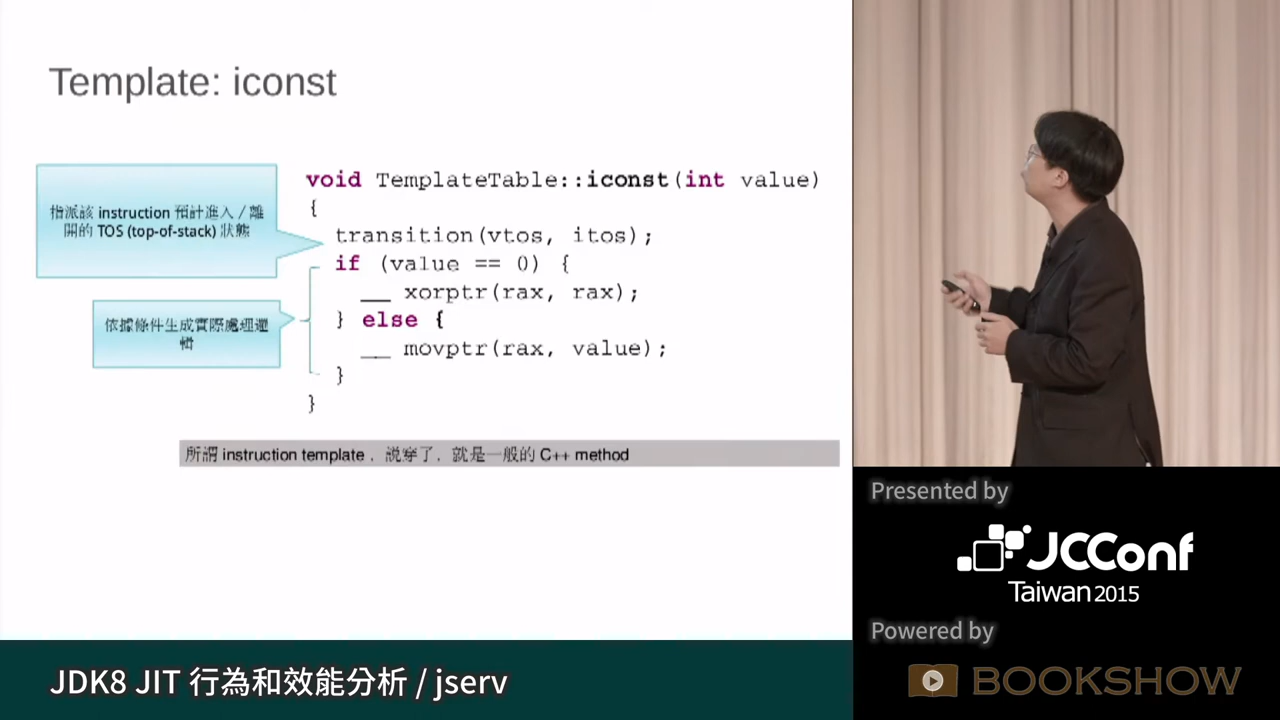 Template: iconst
指派該 instruction 預計進入 / 離
開的 TOS (top-of-stack) 狀態
依據條件生成實際處理邏
輯
void TemplateTable::iconst(int value)
{
transition(vtos, itos);
if (value == 0) {
__ xorptr(rax, rax);
} else {
__ movptr(rax, value);
}
}
所謂 instruction template ，說穿了，就是一般的 C++ method
Presented by
JCConf
Taiwan 2015
Powered by
BOOKSHOW
JDK8 JIT 行為和效能分析 / jserv